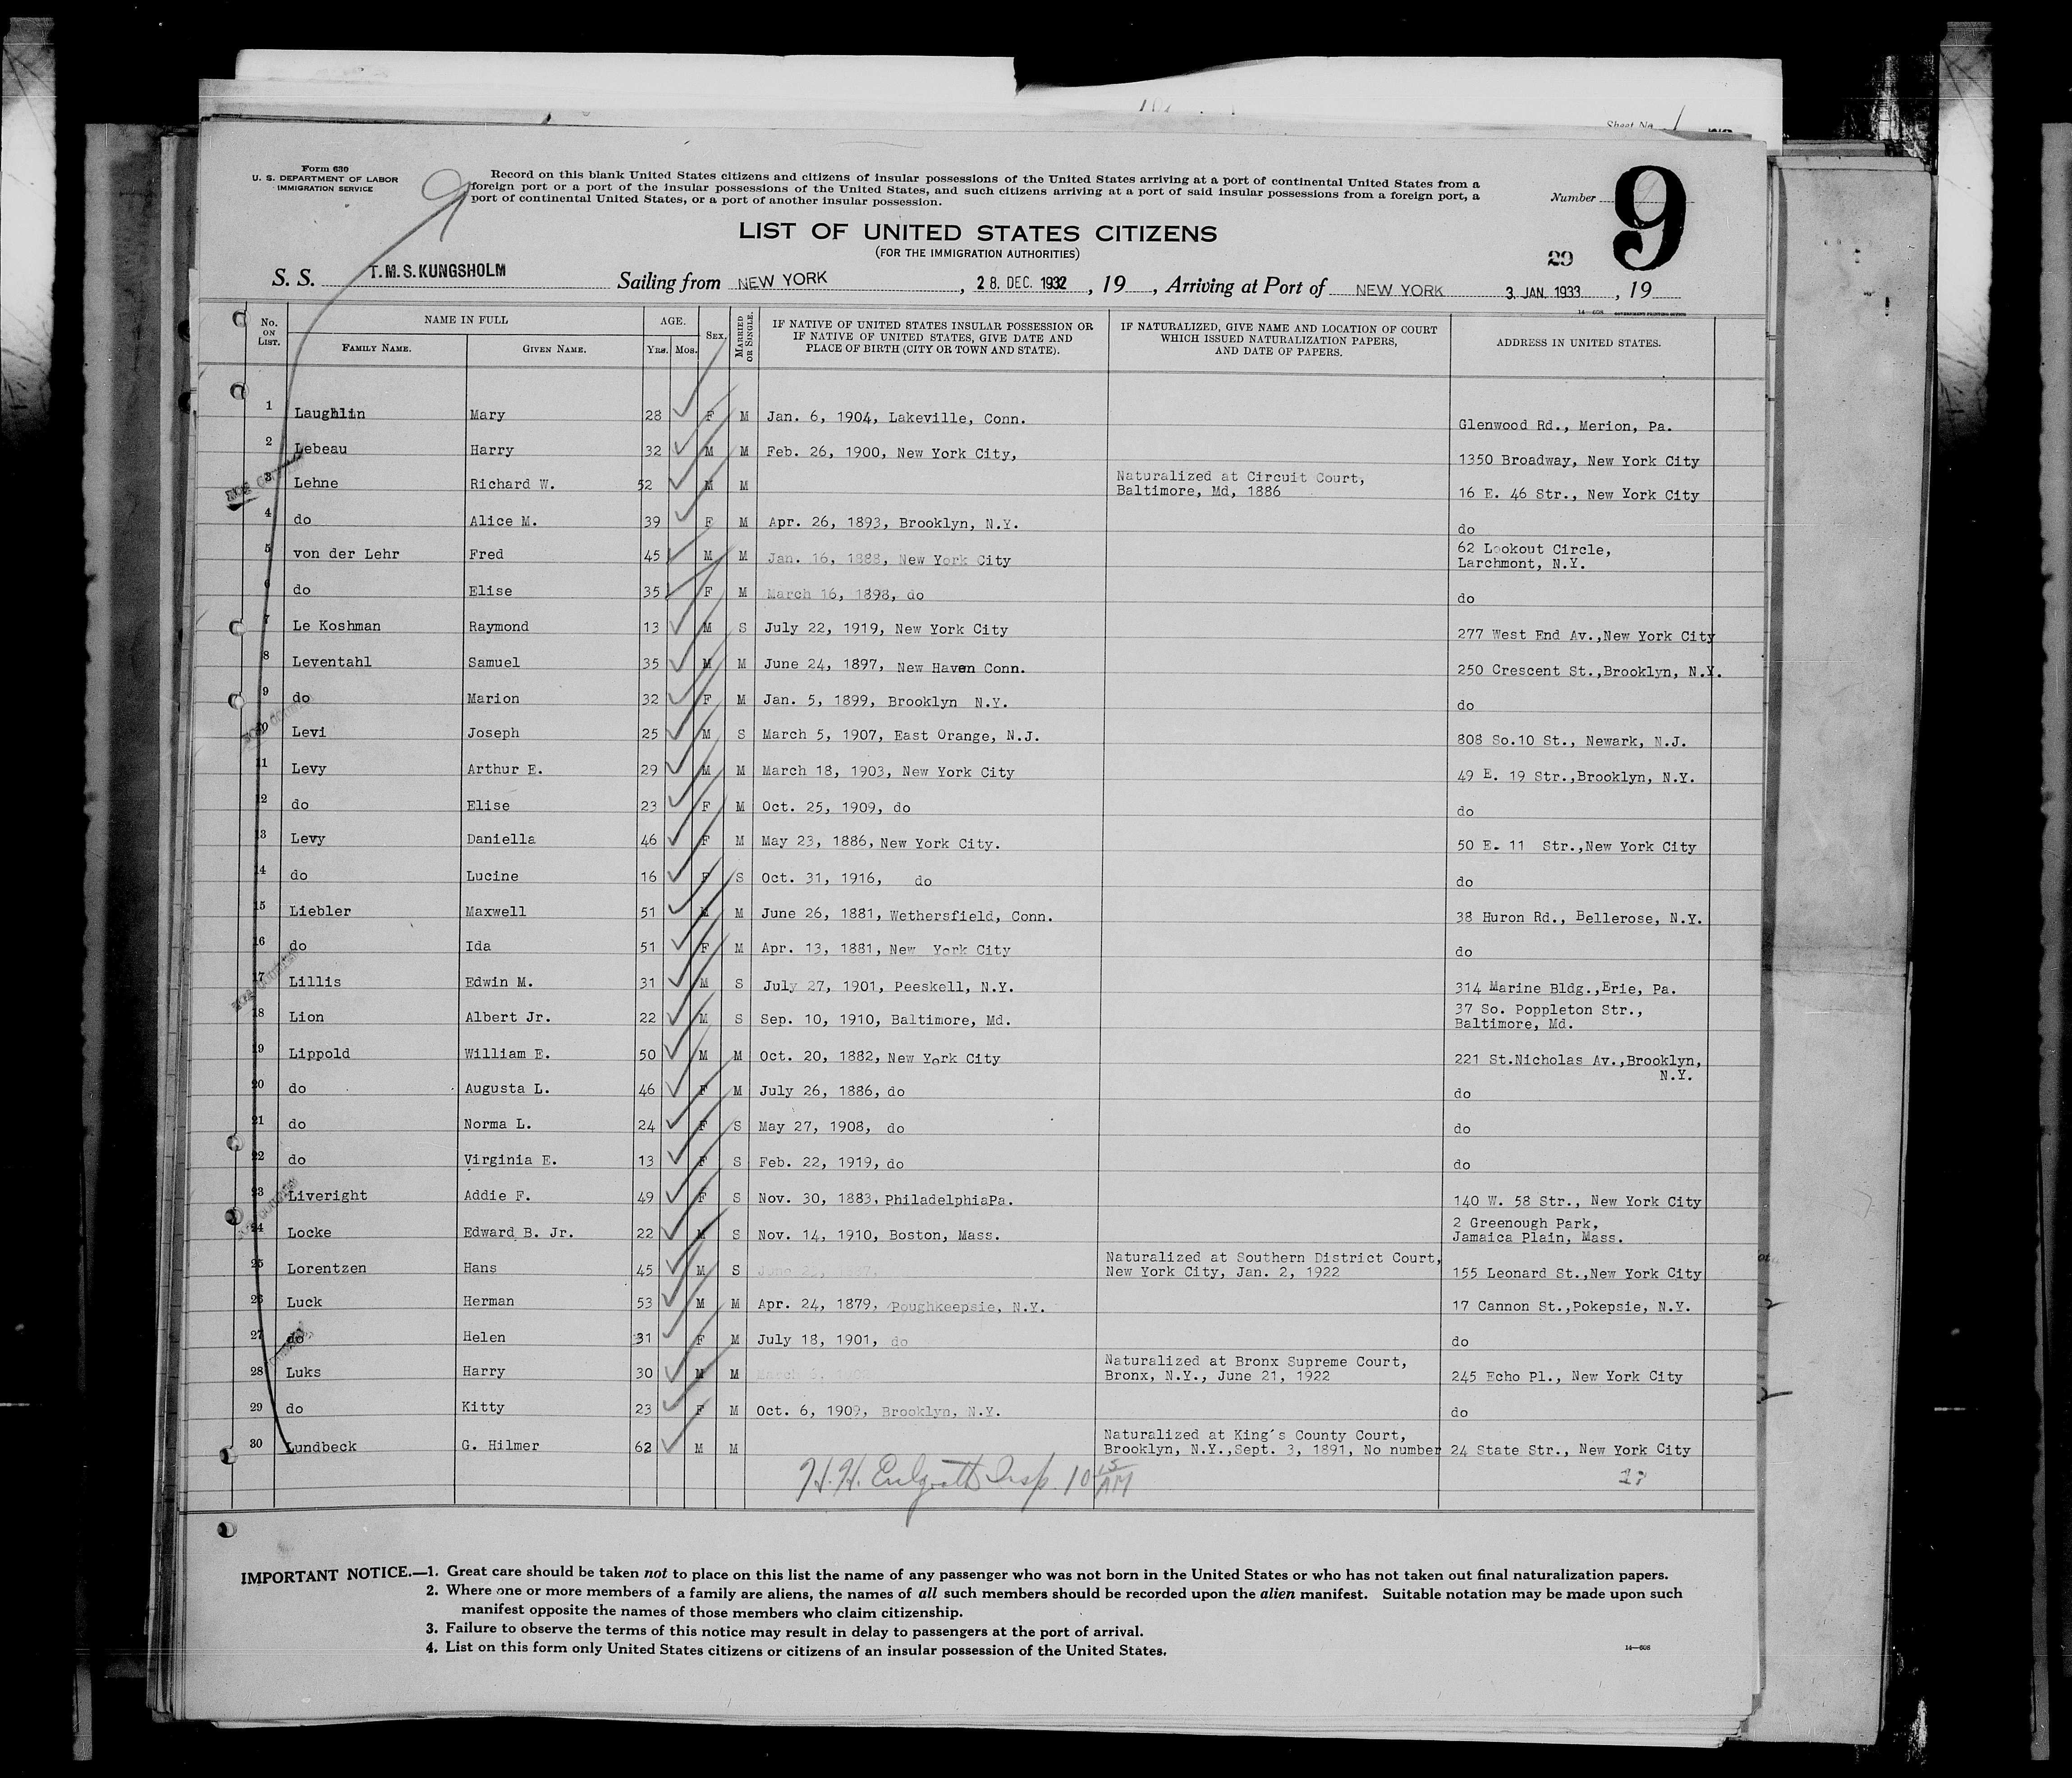 Sheet No.
Form 630
U. S. DEPARTMENT OF LABOR
IMMIGRATION SERVICE
9
Record on this blank United States citizens and citizens of insular possessions of the United States arriving at a port of continental United States from a
foreign port or a port of the insular possessions of the United States, and such citizens arriving at a port of said insular possessions from a foreign port, a
port of continental United States, or a port of another insular possession.
Number 9
LIST OF UNITED STATES CITIZENS
(FOR THE IMMIGRATION AUTHORITIES)
29
S. S. T.M.S.KUNGSHOLM Sailing from NEW YORK, 28. DEC. 1932, 19 , Arriving at Port of NEW YORK 3. JAN. 1933, 19
14—608 GOVERNMENT PRINTING OFFICE
No. ON LIST. NAME IN FULL FAMILY NAME. GIVEN NAME. AGE. YRS. MOS. SEX. MARRIED OR SINGLE. IF NATIVE OF UNITED STATES INSULAR POSSESSION OR IF NATIVE OF UNITED STATES, GIVE DATE AND PLACE OF BIRTH (CITY OR TOWN AND STATE). IF NATURALIZED, GIVE NAME AND LOCATION OF COURT WHICH ISSUED NATURALIZATION PAPERS, AND DATE OF PAPERS. ADDRESS IN UNITED STATES.
1 Laughlin Mary 28 F M Jan. 6, 1904, Lakeville, Conn. Glenwood Rd., Merion, Pa.
2 Lebeau Harry 32 M M Feb. 26, 1900, New York City, 1350 Broadway, New York City
3 Lehne Richard W. 52 M M Naturalized at Circuit Court, Baltimore, Md, 1886 16 E. 46 Str., New York City
4 do Alice M. 39 F M Apr. 26, 1893, Brooklyn, N.Y. do
5 von der Lehr Fred 45 M M Jan. 16, 1888, New York City 62 Lookout Circle, Larchmont, N.Y.
6 do Elise 35 F M March 16, 1898, do do
7 Le Koshman Raymond 13 M S July 22, 1919, New York City 277 West End Av.,New York City
8 Leventahl Samuel 35 M M June 24, 1897, New Haven Conn. 250 Crescent St.,Brooklyn, N.Y.
9 do Marion 32 F M Jan. 5, 1899, Brooklyn N.Y. do
10 Levi Joseph 25 M S March 5, 1907, East Orange, N.J. 808 So.10 St., Newark, N.J.
11 Levy Arthur E. 29 M M March 18, 1903, New York City 49 E. 19 Str.,Brooklyn, N.Y.
12 do Elise 23 F M Oct. 25, 1909, do do
13 Levy Daniella 46 F M May 23, 1886, New York City. 50 E. 11 Str.,New York City
14 do Lucine 16 F S Oct. 31, 1916, do do
15 Liebler Maxwell 51 M M June 26, 1881, Wethersfield, Conn. 38 Huron Rd., Bellerose, N.Y.
16 do Ida 51 F M Apr. 13, 1881, New York City do
17 Lillis Edwin M. 31 M S July 27, 1901, Peeskell, N.Y. 314 Marine Bldg.,Erie, Pa.
18 Lion Albert Jr. 22 M S Sep. 10, 1910, Baltimore, Md. 37 So. Poppleton Str., Baltimore, Md.
19 Lippold William E. 50 M M Oct. 20, 1882, New York City 221 St.Nicholas Av.,Brooklyn, N.Y.
20 do Augusta L. 46 F M July 26, 1886, do do
21 do Norma L. 24 F S May 27, 1908, do do
22 do Virginia E. 13 F S Feb. 22, 1919, do do
23 Liveright Addie F. 49 F S Nov. 30, 1883, PhiladelphiaPa. 140 W. 58 Str., New York City
24 Locke Edward B. Jr. 22 M S Nov. 14, 1910, Boston, Mass. 2 Greenough Park, Jamaica Plain, Mass.
25 Lorentzen Hans 45 M S Naturalized at Southern District Court, New York City, Jan. 2, 1922 155 Leonard St.,New York City
26 Luck Herman 53 M M Apr. 24, 1879, Poughkeepsie, N.Y. 17 Cannon St.,Pokepsie, N.Y.
27 do Helen 31 F M July 18, 1901, do do
28 Luks Harry 30 M M Naturalized at Bronx Supreme Court, Bronx, N.Y., June 21, 1922 245 Echo Pl., New York City
29 do Kitty 23 F M Oct. 6, 1909, Brooklyn, N.Y. do
30 Lundbeck G. Hilmer 62 M M Naturalized at King's County Court, Brooklyn, N.Y.,Sept. 3, 1891, No number 24 State Str., New York City
H.H. Insp. 10 15 AM
IMPORTANT NOTICE.—1. Great care should be taken not to place on this list the name of any passenger who was not born in the United States or who has not taken out final naturalization papers.
2. Where one or more members of a family are aliens, the names of all such members should be recorded upon the alien manifest. Suitable notation may be made upon such
manifest opposite the names of those members who claim citizenship.
3. Failure to observe the terms of this notice may result in delay to passengers at the port of arrival.
4. List on this form only United States citizens or citizens of an insular possession of the United States.
14—608